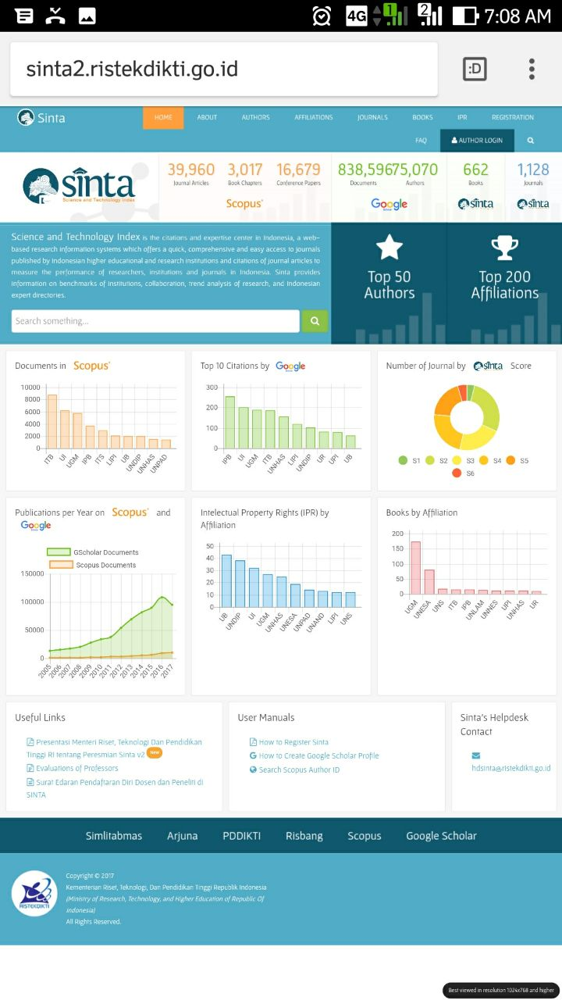 4G 1 2 7:08 AM
sinta2.ristekdikti.go.id
:D
Sinta
HOME ABOUT AUTHORS AFFILIATIONS JOURNALS BOOKS IPR REGISTRATION
FAQ AUTHOR LOGIN
sinta
Science and Technology Index
39,960 3,017 16,679 838,596 75,070 662 1,128
Journal Articles Book Chapters Conference Papers Documents Authors Books Journals
Scopus Google sinta sinta
Science and Technology Index is the citations and expertise center in Indonesia, a web-
based research information systems which offers a quick, comprehensive and easy access to journals
published by Indonesian higher educational and research institutions and citations of journal articles to
measure the performance of researchers, institutions and journals in Indonesia. Sinta provides
information on benchmarks of institutions, collaboration, trend analysis of research, and Indonesian
expert directories.
Search something...
Top 50
Authors
Top 200
Affiliations
Documents in Scopus
10000
8000
6000
4000
2000
0
ITB UI UGM IPB ITS LIPI UB UNDIP UNHAS UNPAD
Top 10 Citations by Google
300
200
100
0
IPB UI UGM ITB UNHAS LIPI UNDIP UR UPI UB
Number of Journal by sinta Score
S1 S2 S3 S4 S5
S6
Publications per Year on Scopus and
Google
GScholar Documents
Scopus Documents
150000
100000
50000
0
2005 2006 2007 2008 2009 2010 2011 2012 2013 2014 2015 2016 2017
Intelectual Property Rights (IPR) by
Affiliation
50
40
30
20
10
0
UB UNDIP UI UGM UNHAS UNESA UNPAD UNAND LIPI UNS
Books by Affiliation
200
150
100
50
0
UGM UNESA UNS ITB IPB UNLAM UNNES UPI UNHAS UR
Useful Links
Presentasi Menteri Riset, Teknologi Dan Pendidikan
Tinggi RI tentang Peresmian Sinta v2 New
Evaluations of Professors
Surat Edaran Pendaftaran Diri Dosen dan Peneliti di
SINTA
User Manuals
How to Register Sinta
How to Create Google Scholar Profile
Search Scopus Author ID
Sinta's Helpdesk
Contact
hdsinta@ristekdikti.go.id
Simlitabmas Arjuna PDDIKTI Risbang Scopus Google Scholar
RISTEKDIKTI
Copyright © 2017
Kementerian Riset, Teknologi, Dan Pendidikan Tinggi Republik Indonesia
(Ministry of Research, Technology, and Higher Education of Republic Of
Indonesia)
All Rights Reserved.
Best viewed in resolution 1024x768 and higher